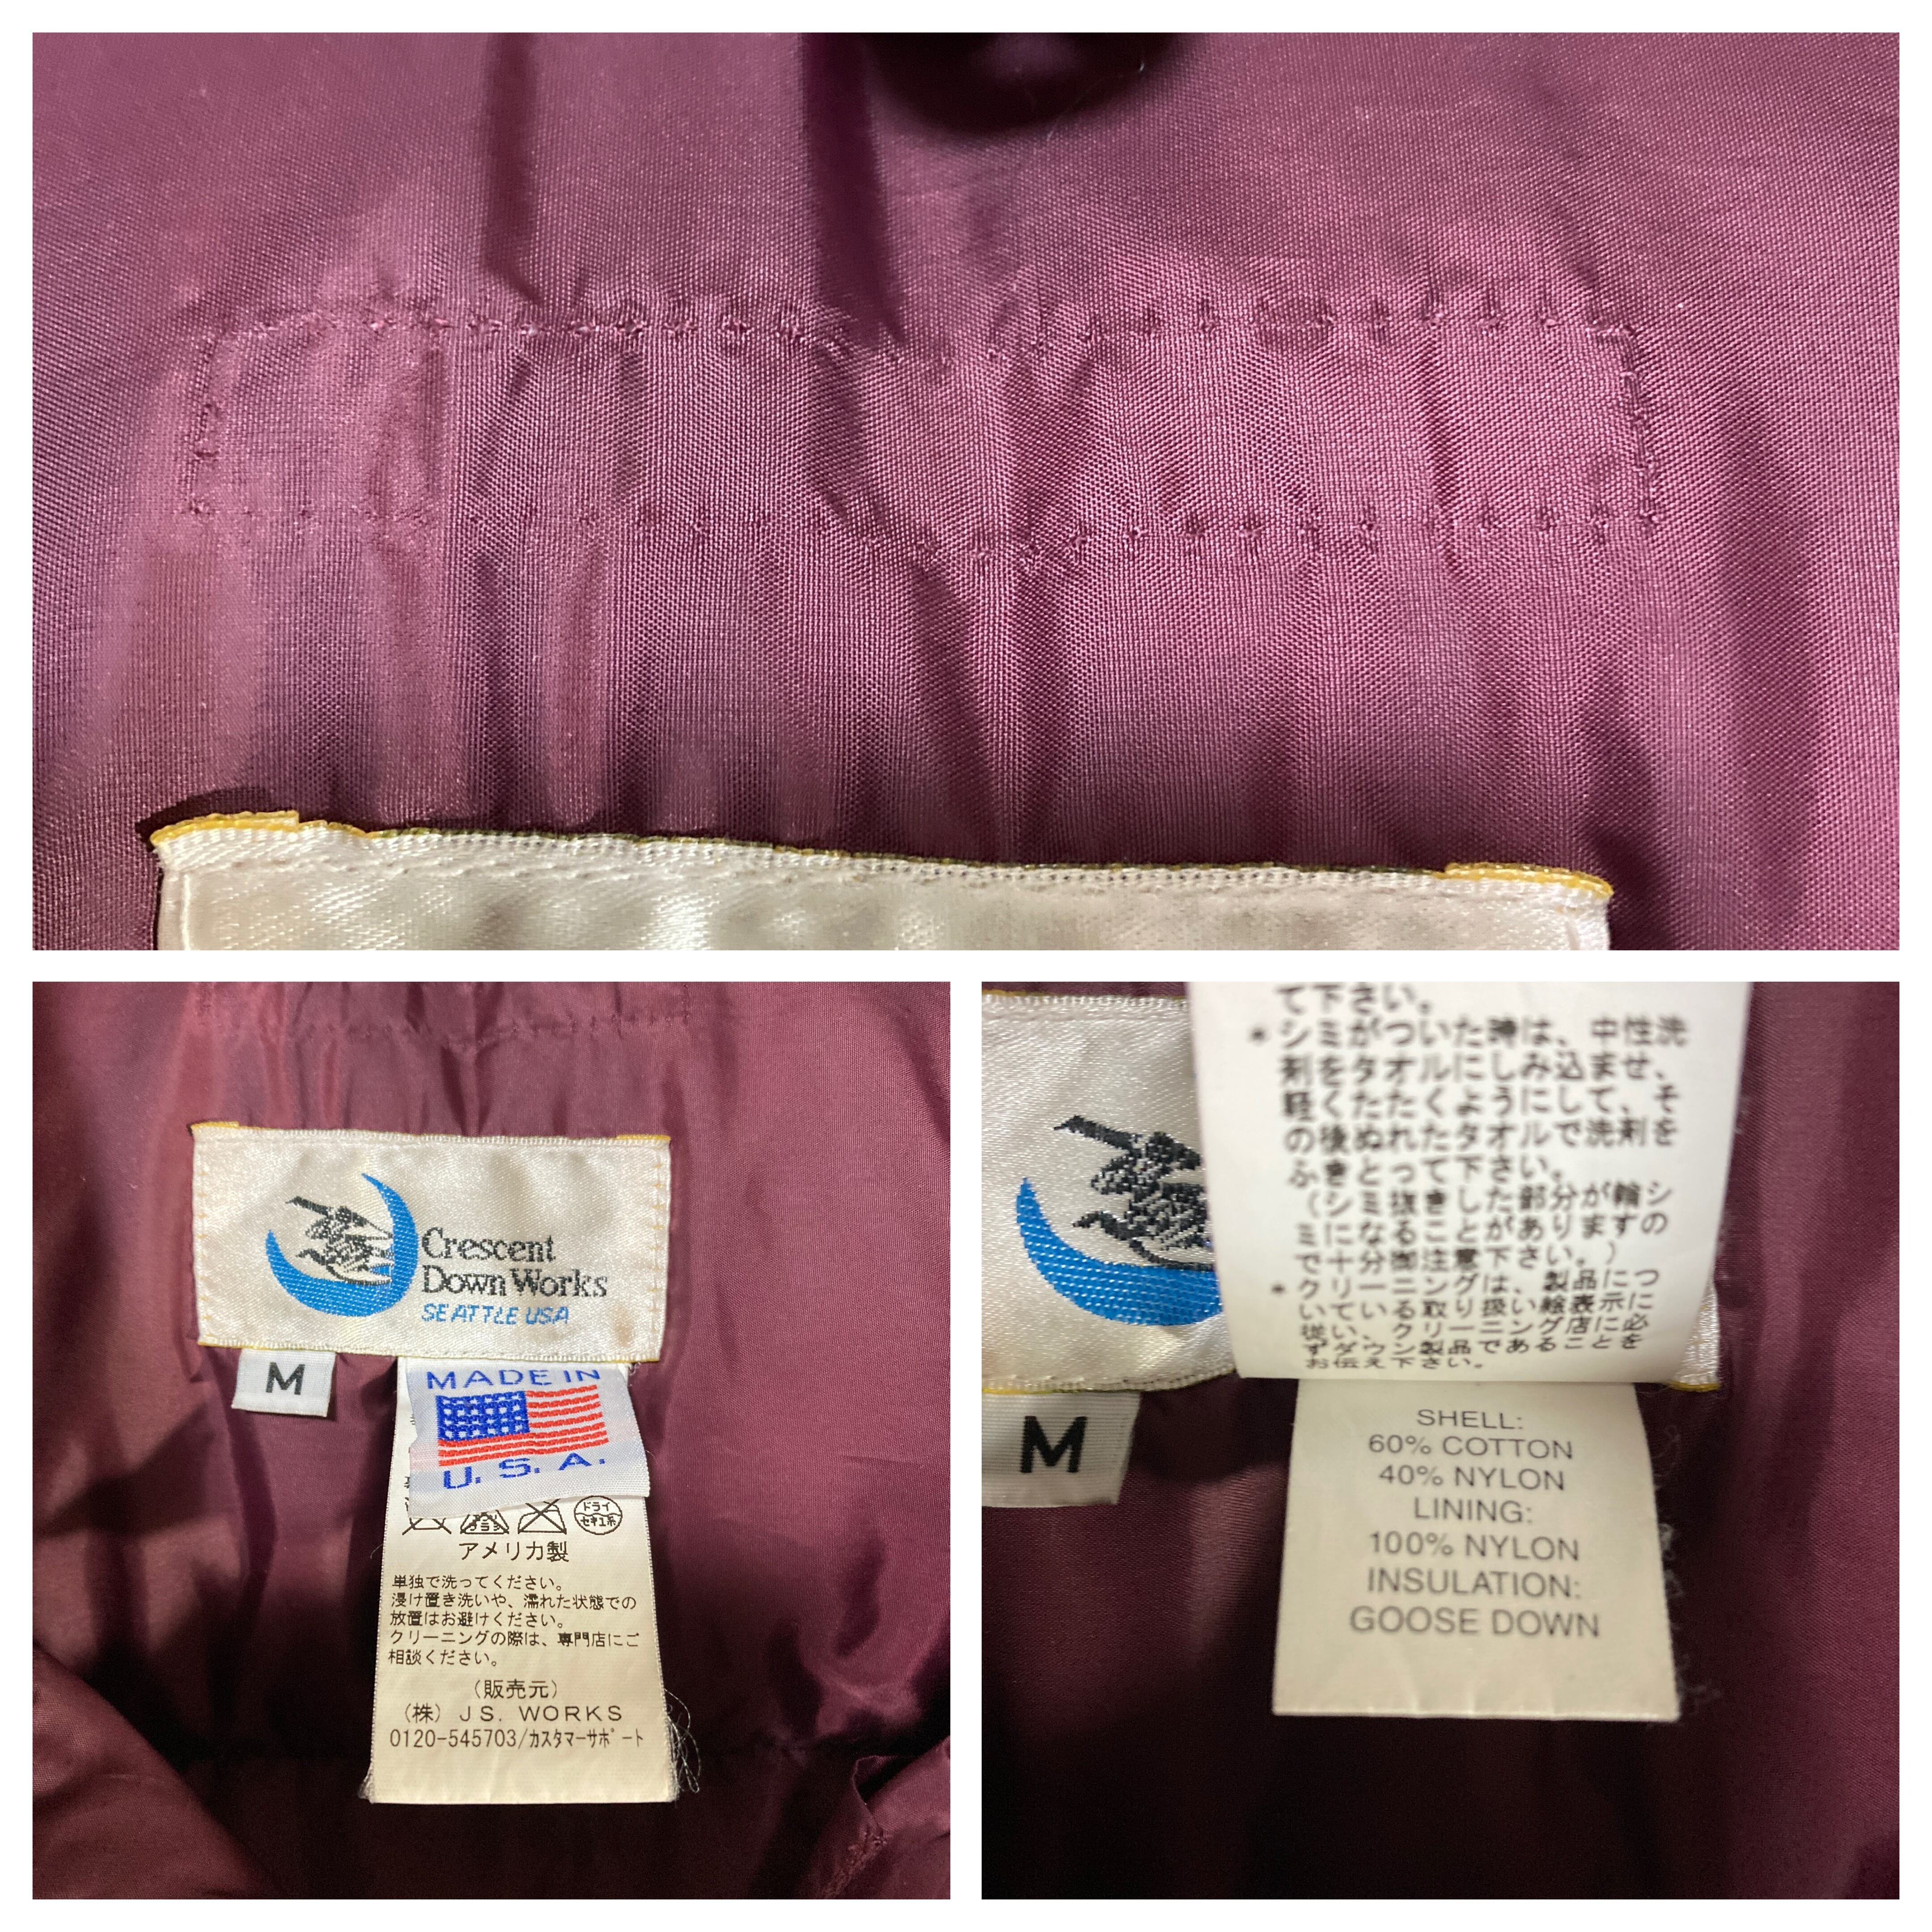 Crescent
Down Works
SEATTLE USA
M
MADE IN
U.S.A.
ドライ
セキユ系
アメリカ製
単独で洗ってください。
浸け置き洗いや、濡れた状態での
放置はお避けください。
クリーニングの際は、専門店にご
相談ください。
(販売元)
(株) JS. WORKS
0120-545703/カスタマーサポート
て下さい。
* シミがついた時は、中性洗
剤をタオルにしみ込ませ、
軽くたたくようにして、そ
の後ぬれたタオルで洗剤を
ふきとって下さい。
(シミ抜きした部分が輪シ
ミになることがありますの
で十分御注意下さい。)
* クリーニングは、製品につ
いている取り扱い絵表示に
従い、クリーニング店に必
ずダウン製品であることを
お伝え下さい。
M
SHELL:
60% COTTON
40% NYLON
LINING:
100% NYLON
INSULATION:
GOOSE DOWN